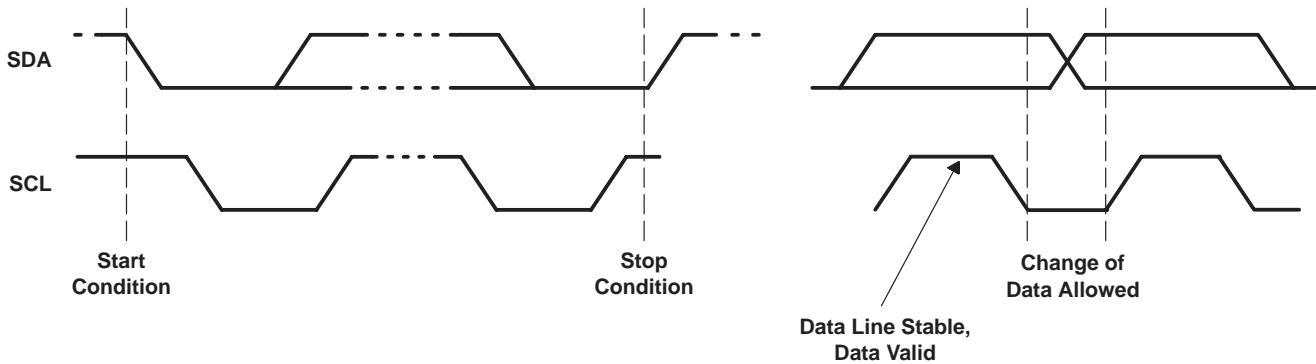 SDA
SCL
Start
Condition
Stop
Condition
Change of
Data Allowed
Data Line Stable,
Data Valid